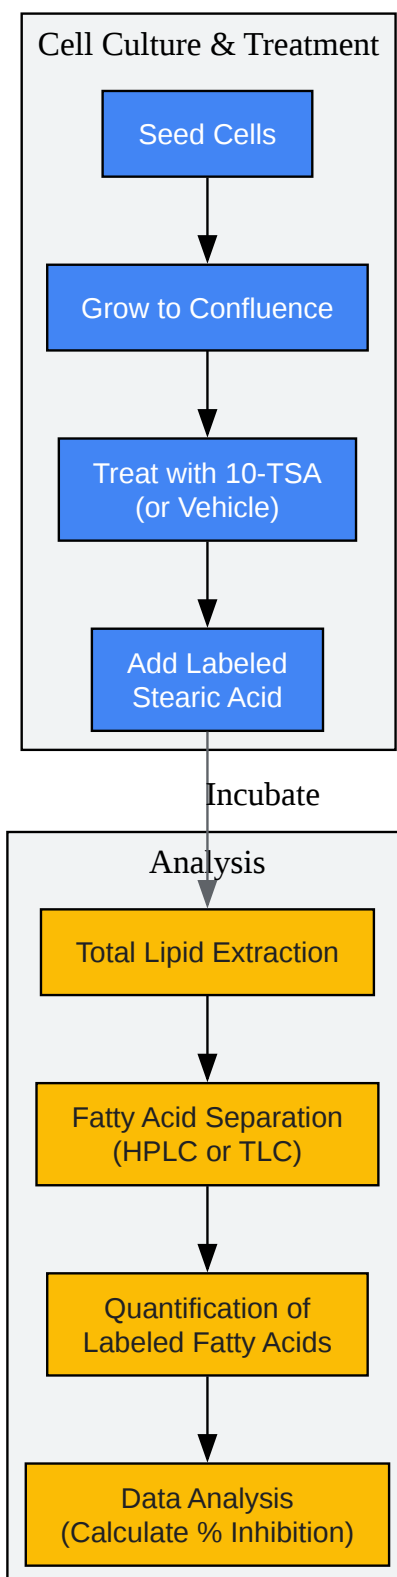 Cell Culture & Treatment
Seed Cells
Grow to Confluence
Treat with 10-TSA
(or Vehicle)
Add Labeled
Stearic Acid
Incubate
Analysis
Total Lipid Extraction
Fatty Acid Separation
(HPLC or TLC)
Quantification of
Labeled Fatty Acids
Data Analysis
(Calculate % Inhibition)